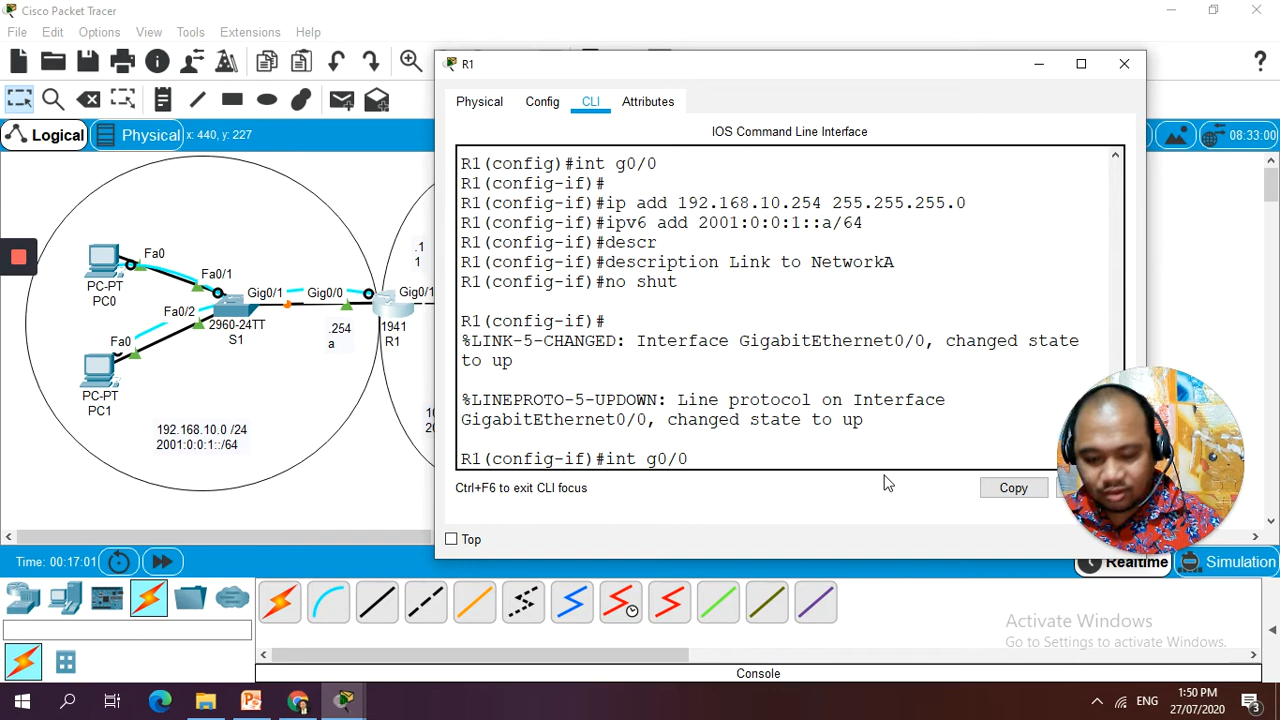 Cisco Packet Tracer
File Edit Options View Tools Extensions Help
R1
Physical Config CLI Attributes
Logical Physical x: 440, y: 227
08:33:00
IOS Command Line Interface
R1(config)#int g0/0
R1(config-if)#
R1(config-if)#ip add 192.168.10.254 255.255.255.0
R1(config-if)#ipv6 add 2001:0:0:1::a/64
R1(config-if)#descr
R1(config-if)#description Link to NetworkA
R1(config-if)#no shut
R1(config-if)#
%LINK-5-CHANGED: Interface GigabitEthernet0/0, changed state
to up
%LINEPROTO-5-UPDOWN: Line protocol on Interface
GigabitEthernet0/0, changed state to up
R1(config-if)#int g0/0
Ctrl+F6 to exit CLI focus
Copy
Top
Fa0
Fa0/1
PC-PT
PC0
Gig0/1 Gig0/0 Gig0/1
Fa0/2
2960-24TT
S1
1941
R1
.254
a
.1
1
Fa0
PC-PT
PC1
192.168.10.0 /24
2001:0:0:1::/64
10
20
Time: 00:17:01
Realtime Simulation
Activate Windows
Go to Settings to activate Windows.
Console
ENG
1:50 PM
27/07/2020
3